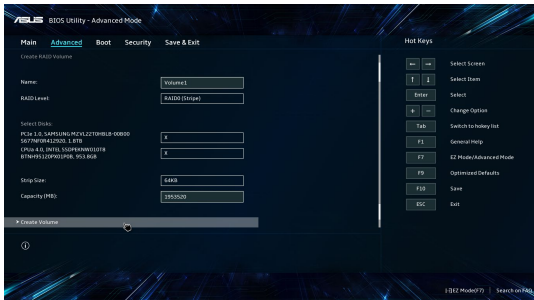 ASUS BIOS Utility - Advanced Mode
Main Advanced Boot Security Save & Exit
Hot Keys
Create RAID Volume
Name: Volume1
RAID Level: RAID0 (Stripe)
Select Disks:
PCIe 1.0, SAMSUNG MZVL22T0HBLB-00B00
S677NF0R412920, 1.8TB X
CPUa 4.0, INTEL SSDPEKNW010T8
BTNH95120PX01P0B, 953.8GB X
Strip Size: 64KB
Capacity (MB): 1953520
> Create Volume
← → Select Screen
↑ ↓ Select Item
Enter Select
+ - Change Option
Tab Switch to hokey list
F1 General Help
F7 EZ Mode/Advanced Mode
F9 Optimized Defaults
F10 Save
ESC Exit
EZ Mode(F7) | Search on FAQ